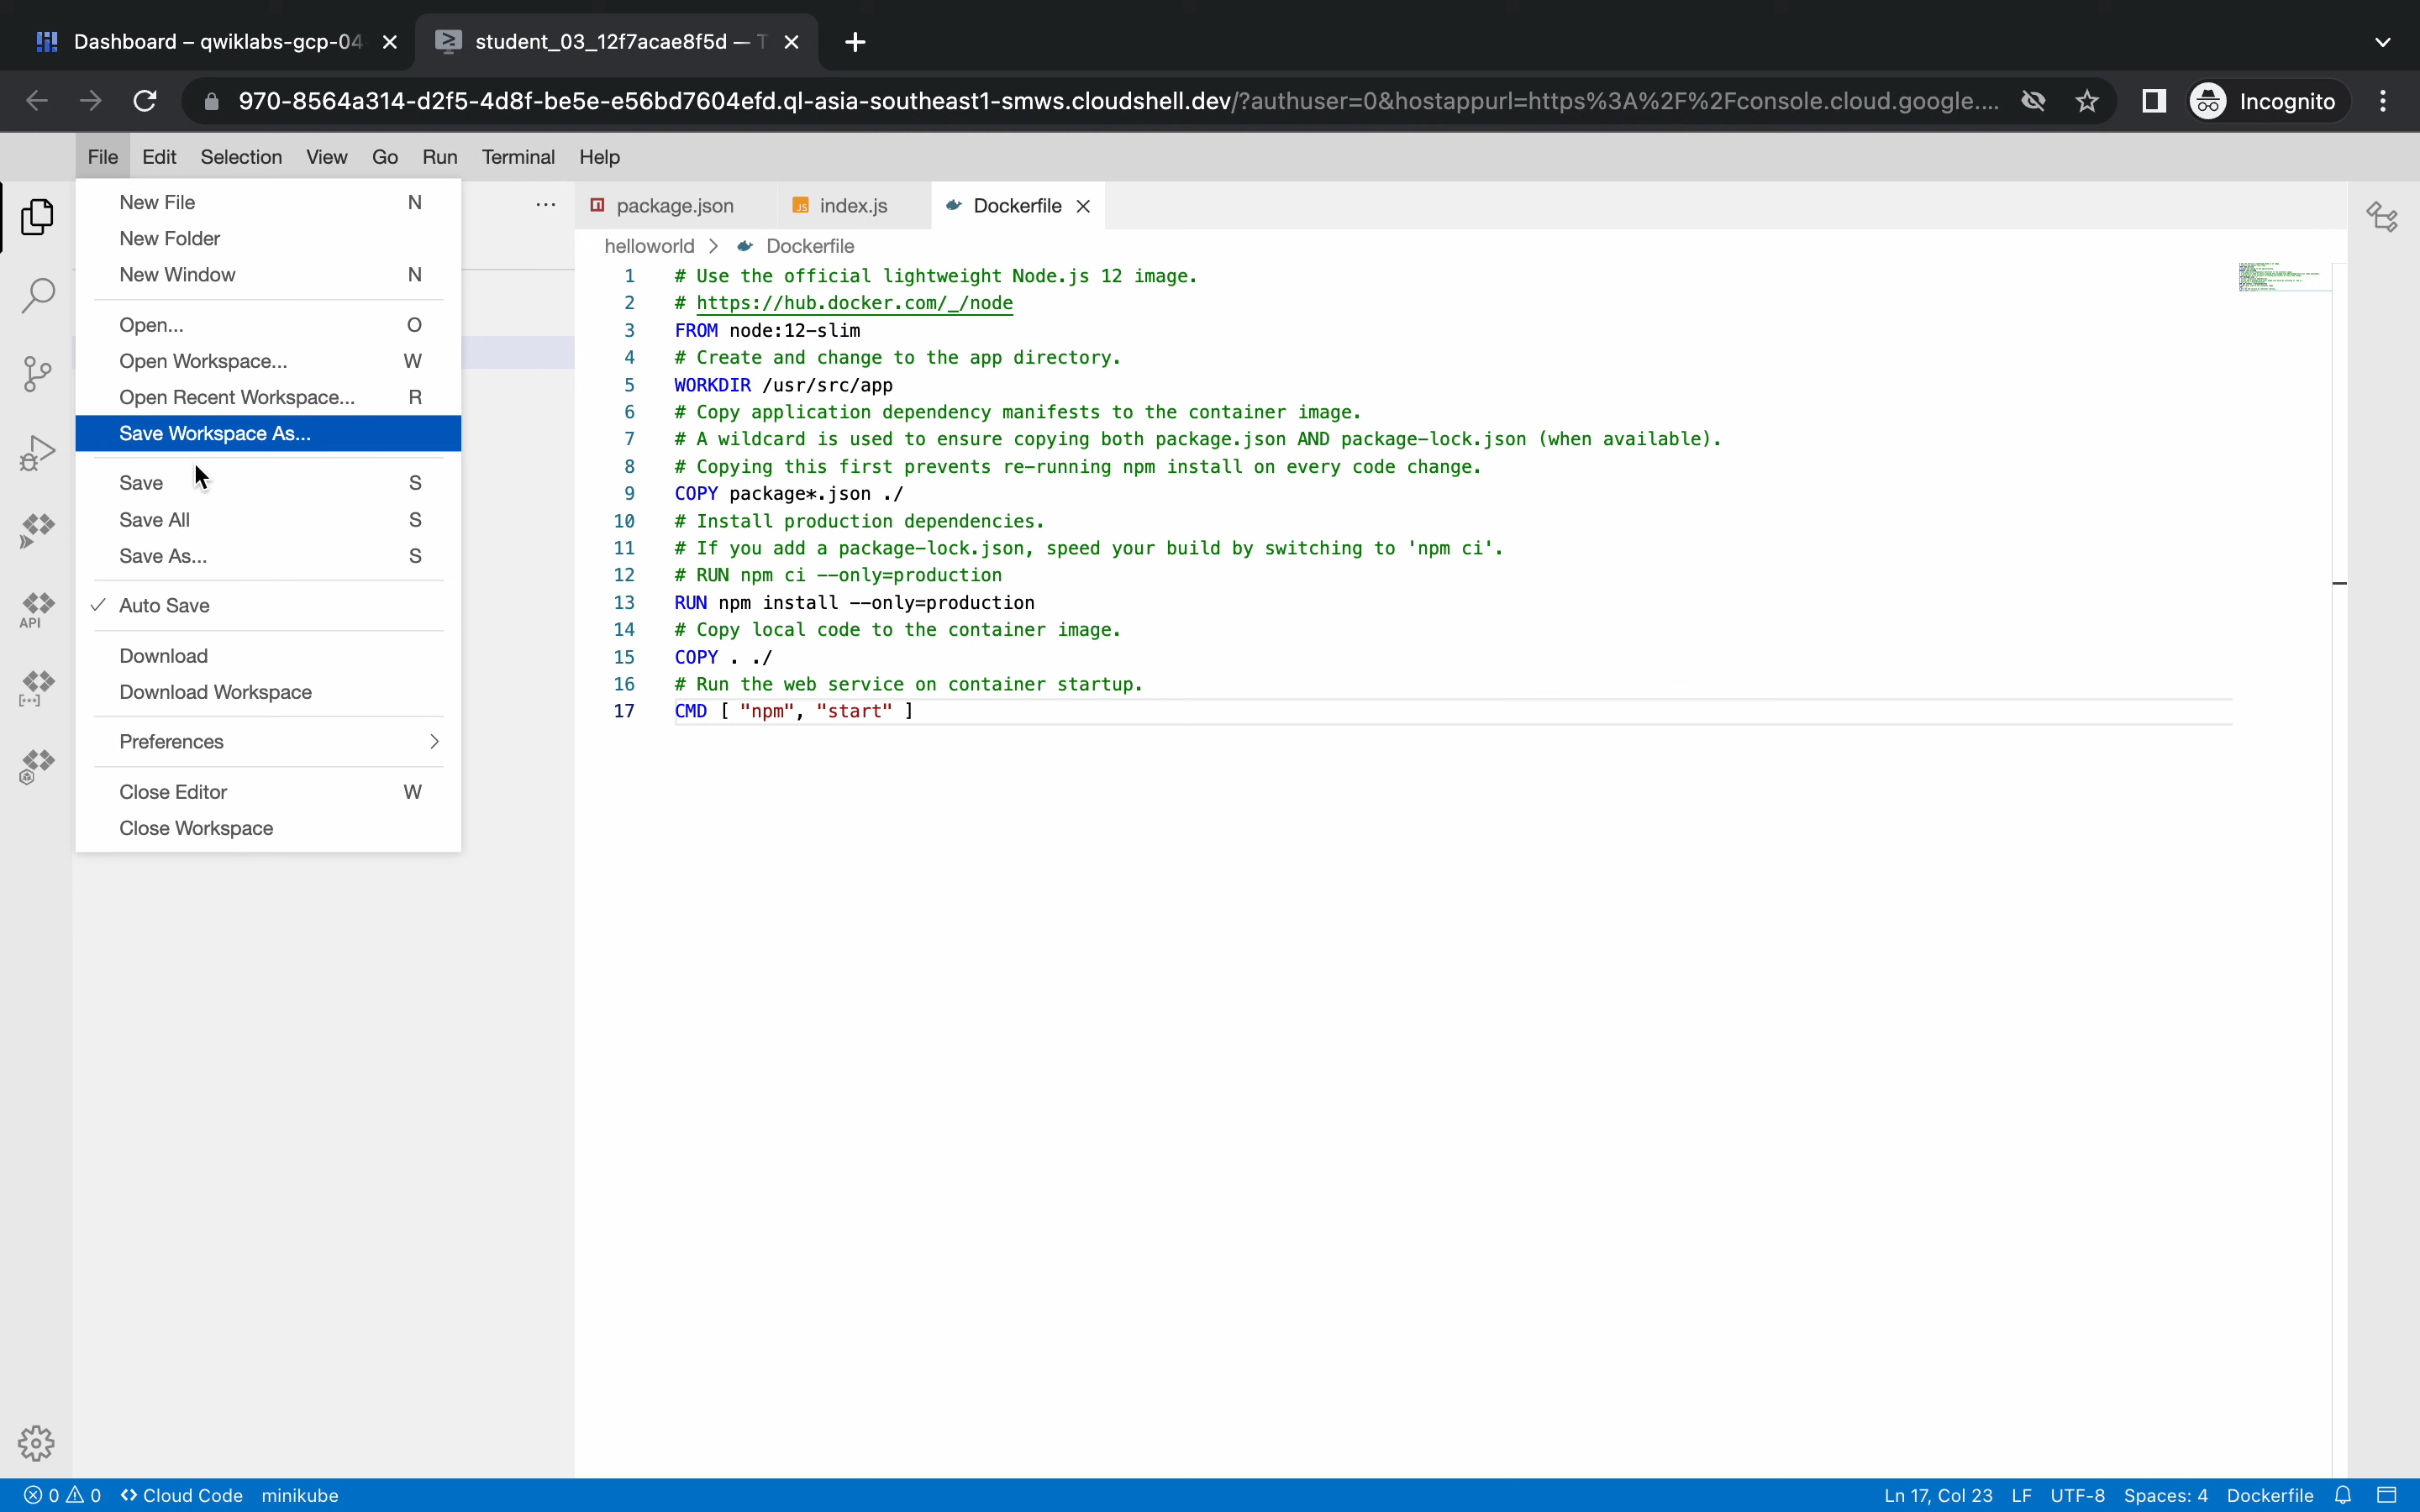 Dashboard – qwiklabs-gcp-04
student_03_12f7acae8f5d — T
970-8564a314-d2f5-4d8f-be5e-e56bd7604efd.ql-asia-southeast1-smws.cloudshell.dev/?authuser=0&hostappurl=https%3A%2F%2Fconsole.cloud.google....
Incognito
File Edit Selection View Go Run Terminal Help
New File N
New Folder
New Window N
Open... O
Open Workspace... W
Open Recent Workspace... R
Save Workspace As...
Save S
Save All S
Save As... S
Auto Save
Download
Download Workspace
Preferences
Close Editor W
Close Workspace
API
package.json index.js Dockerfile
JS
helloworld > Dockerfile
1 # Use the official lightweight Node.js 12 image.
2 # https://hub.docker.com/_/node
3 FROM node:12-slim
4 # Create and change to the app directory.
5 WORKDIR /usr/src/app
6 # Copy application dependency manifests to the container image.
7 # A wildcard is used to ensure copying both package.json AND package-lock.json (when available).
8 # Copying this first prevents re-running npm install on every code change.
9 COPY package*.json ./
10 # Install production dependencies.
11 # If you add a package-lock.json, speed your build by switching to 'npm ci'.
12 # RUN npm ci --only=production
13 RUN npm install --only=production
14 # Copy local code to the container image.
15 COPY . ./
16 # Run the web service on container startup.
17 CMD [ "npm", "start" ]
0 0 Cloud Code minikube
Ln 17, Col 23 LF UTF-8 Spaces: 4 Dockerfile